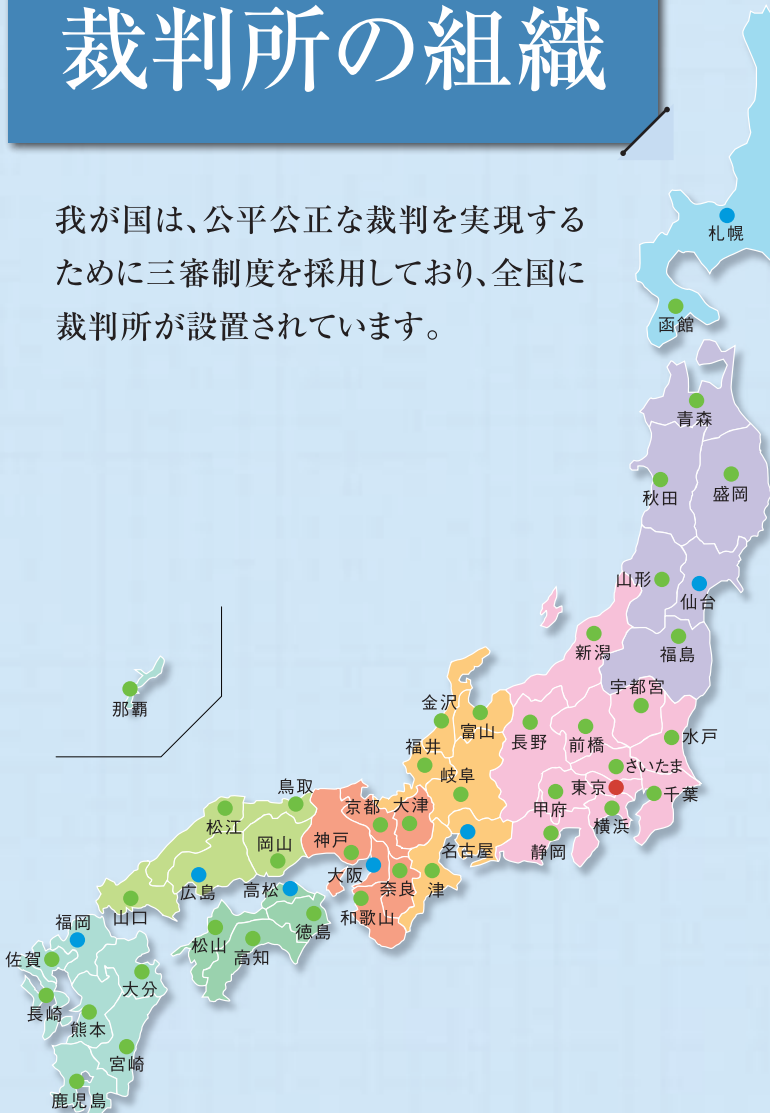 裁判所の組織
我が国は、公平公正な裁判を実現する
ために三審制度を採用しており、全国に
裁判所が設置されています。
札幌
函館
青森
秋田
盛岡
山形
仙台
新潟
福島
宇都宮
那覇
金沢
富山
長野
前橋
水戸
福井
岐阜
さいたま
東京
千葉
鳥取
京都
大津
甲府
横浜
松江
岡山
神戸
名古屋
静岡
大阪
奈良
津
広島
高松
和歌山
山口
福岡
徳島
松山
高知
佐賀
大分
長崎
熊本
宮崎
鹿児島